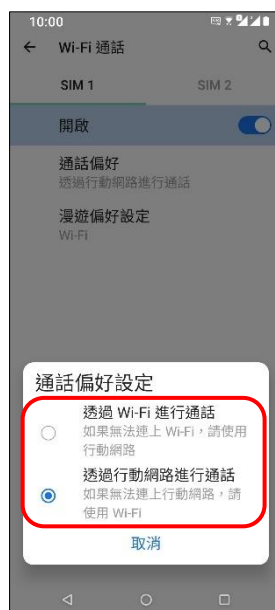 10:00
Wi-Fi 通話
SIM 1
SIM 2
開啟
通話偏好
透過行動網路進行通話
漫遊偏好設定
Wi-Fi
通話偏好設定
透過 Wi-Fi 進行通話
如果無法連上 Wi-Fi，請使用
行動網路
透過行動網路進行通話
如果無法連上行動網路，請
使用 Wi-Fi
取消